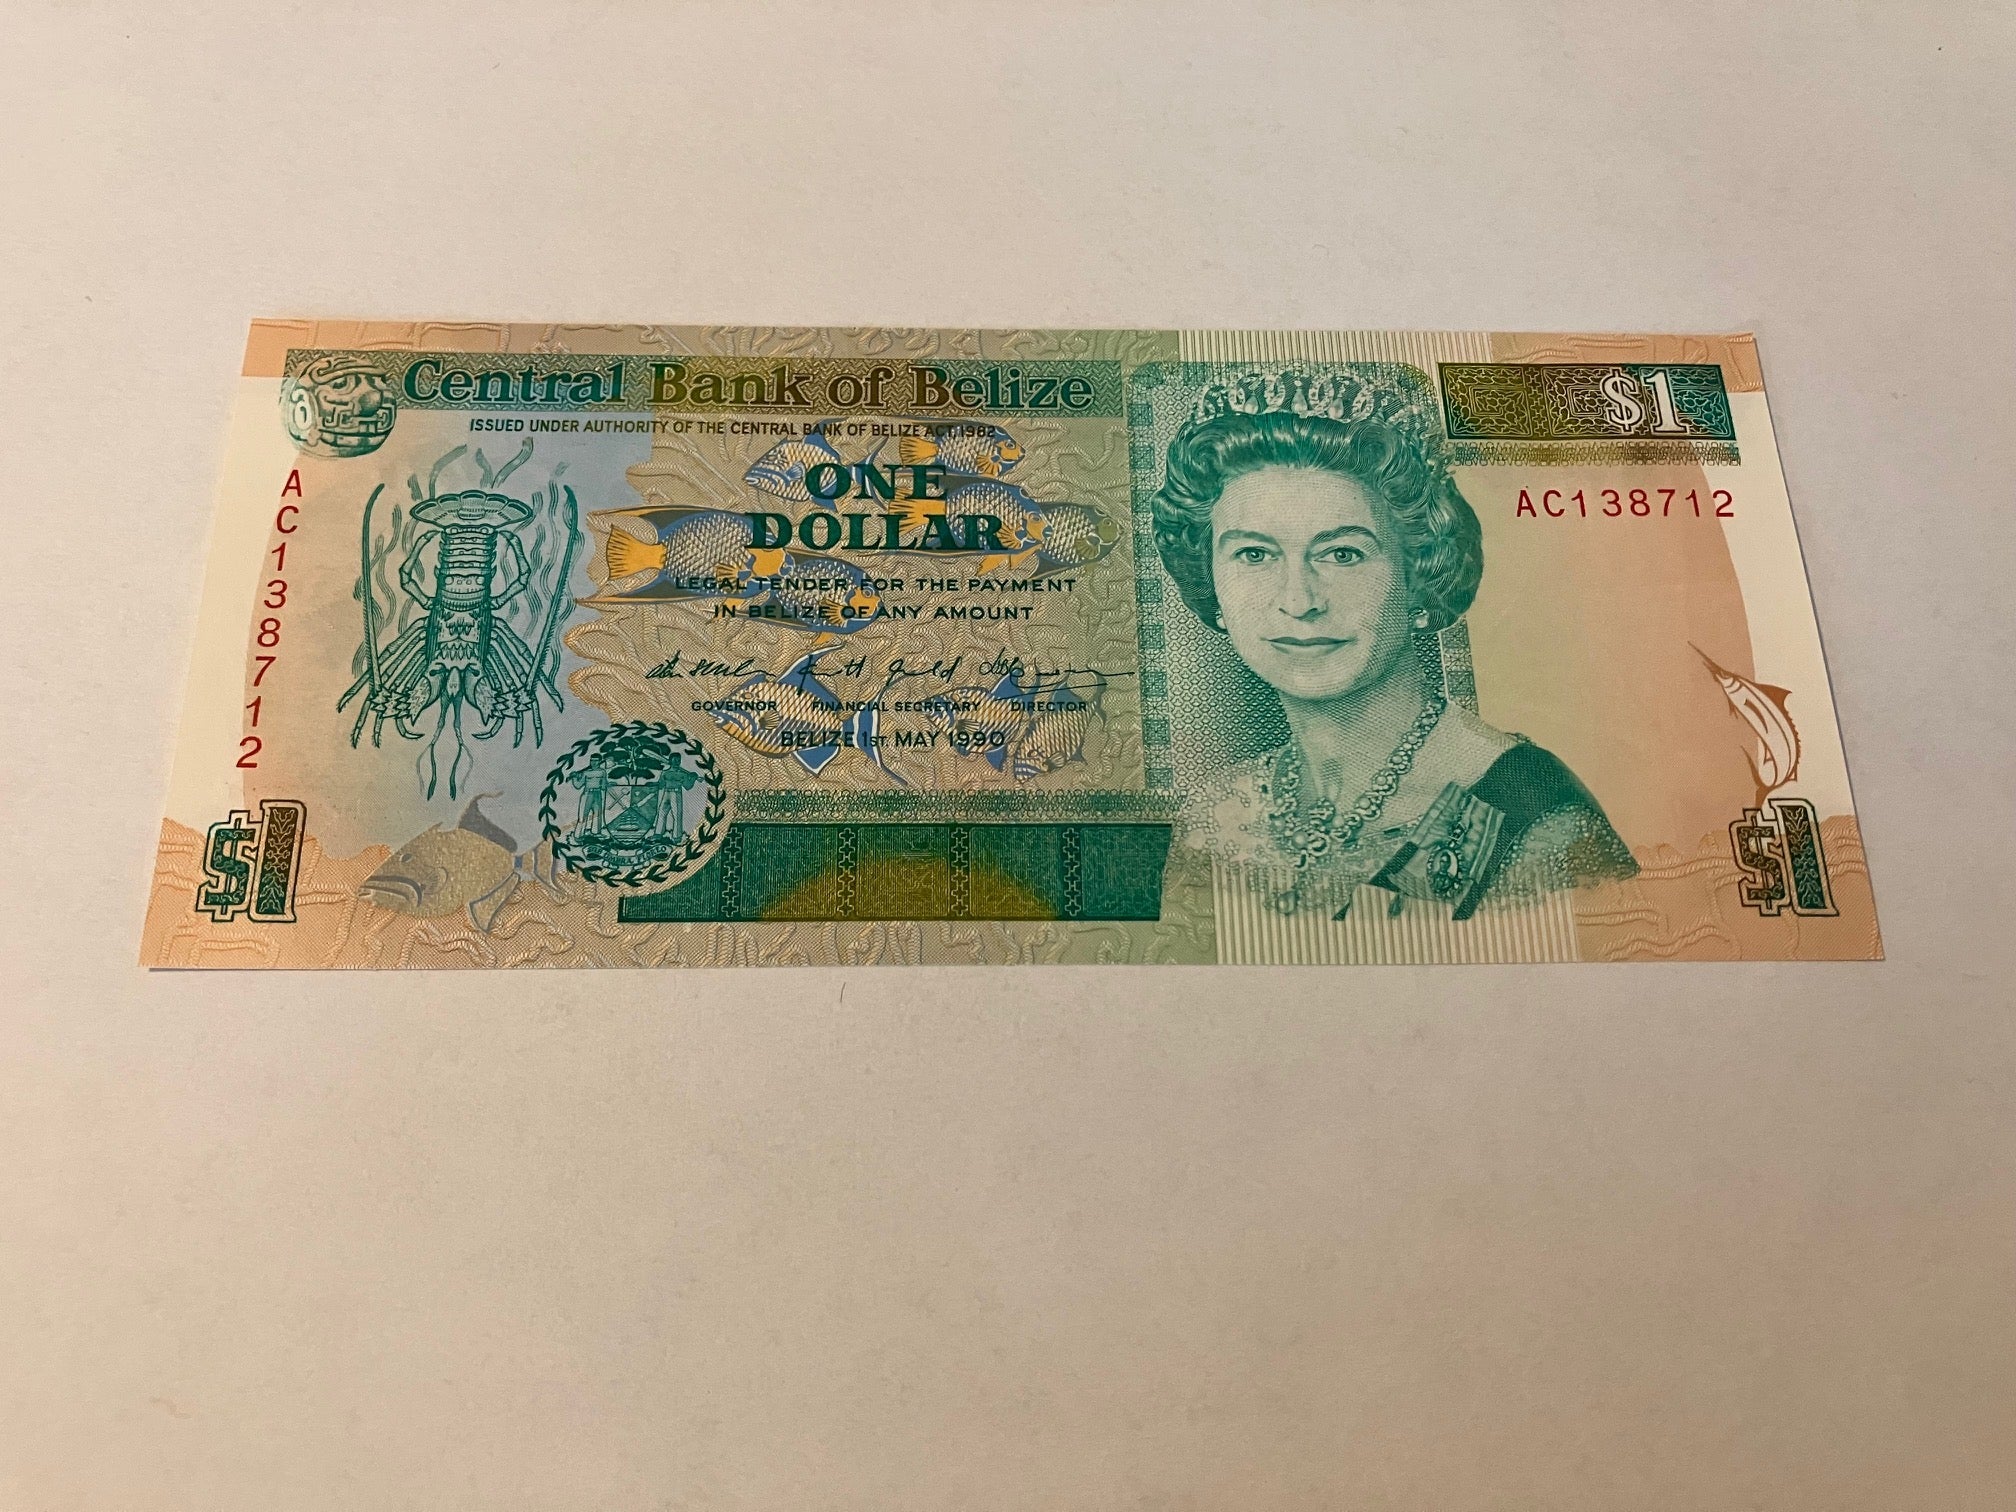 Central Bank of Belize
$1
ISSUED UNDER AUTHORITY OF THE CENTRAL BANK OF BELIZE ACT 1982
ONE
DOLLAR
AC138712
AC138712
LEGAL TENDER FOR THE PAYMENT
IN BELIZE OF ANY AMOUNT
GOVERNOR FINANCIAL SECRETARY DIRECTOR
BELIZE 1ST. MAY 1990
$1
$1